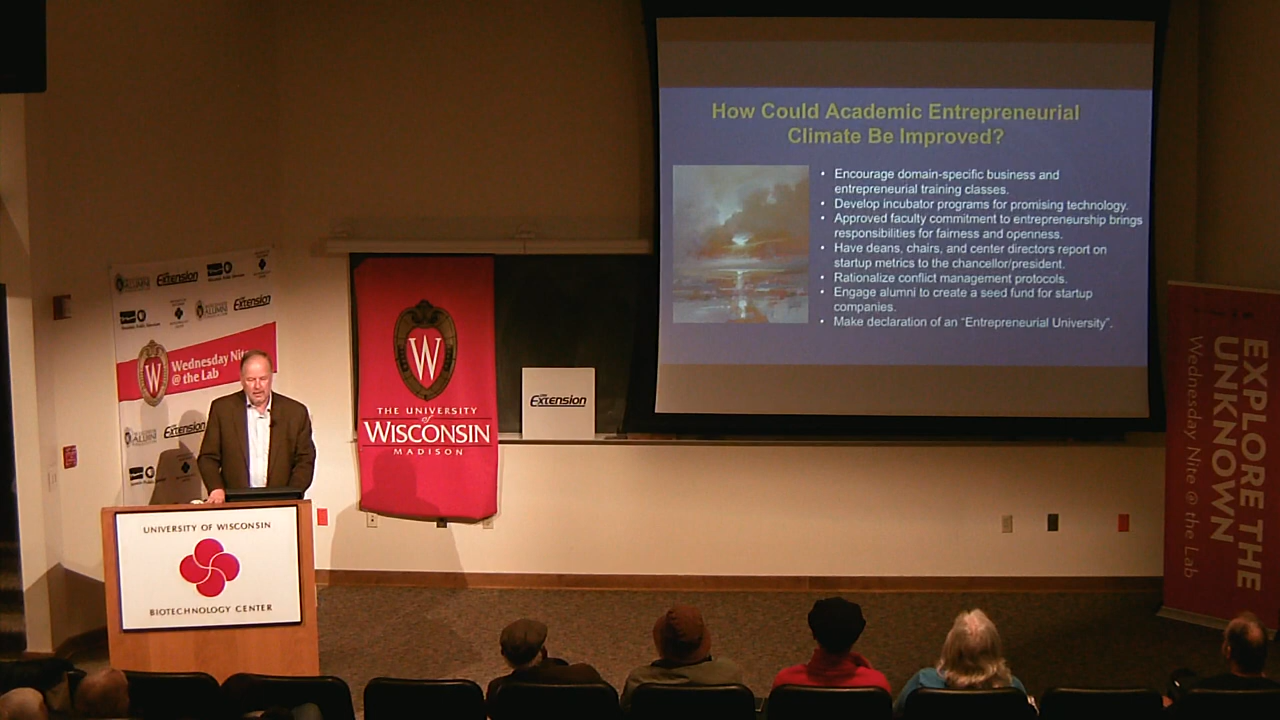 How Could Academic Entrepreneurial
Climate Be Improved?
• Encourage domain-specific business and
entrepreneurial training classes.
• Develop incubator programs for promising technology.
• Approved faculty commitment to entrepreneurship brings
responsibilities for fairness and openness.
• Have deans, chairs, and center directors report on
startup metrics to the chancellor/president.
• Rationalize conflict management protocols.
• Engage alumni to create a seed fund for startup
companies.
• Make declaration of an "Entrepreneurial University".
Extension
ALUMNI
Extension
Wednesday Nite
@ the Lab
W
ALUMNI
Extension
W
THE UNIVERSITY
of
WISCONSIN
MADISON
Extension
UNIVERSITY OF WISCONSIN
BIOTECHNOLOGY CENTER
EXPLORE THE
UNKNOWN
Wednesday Nite @ the Lab